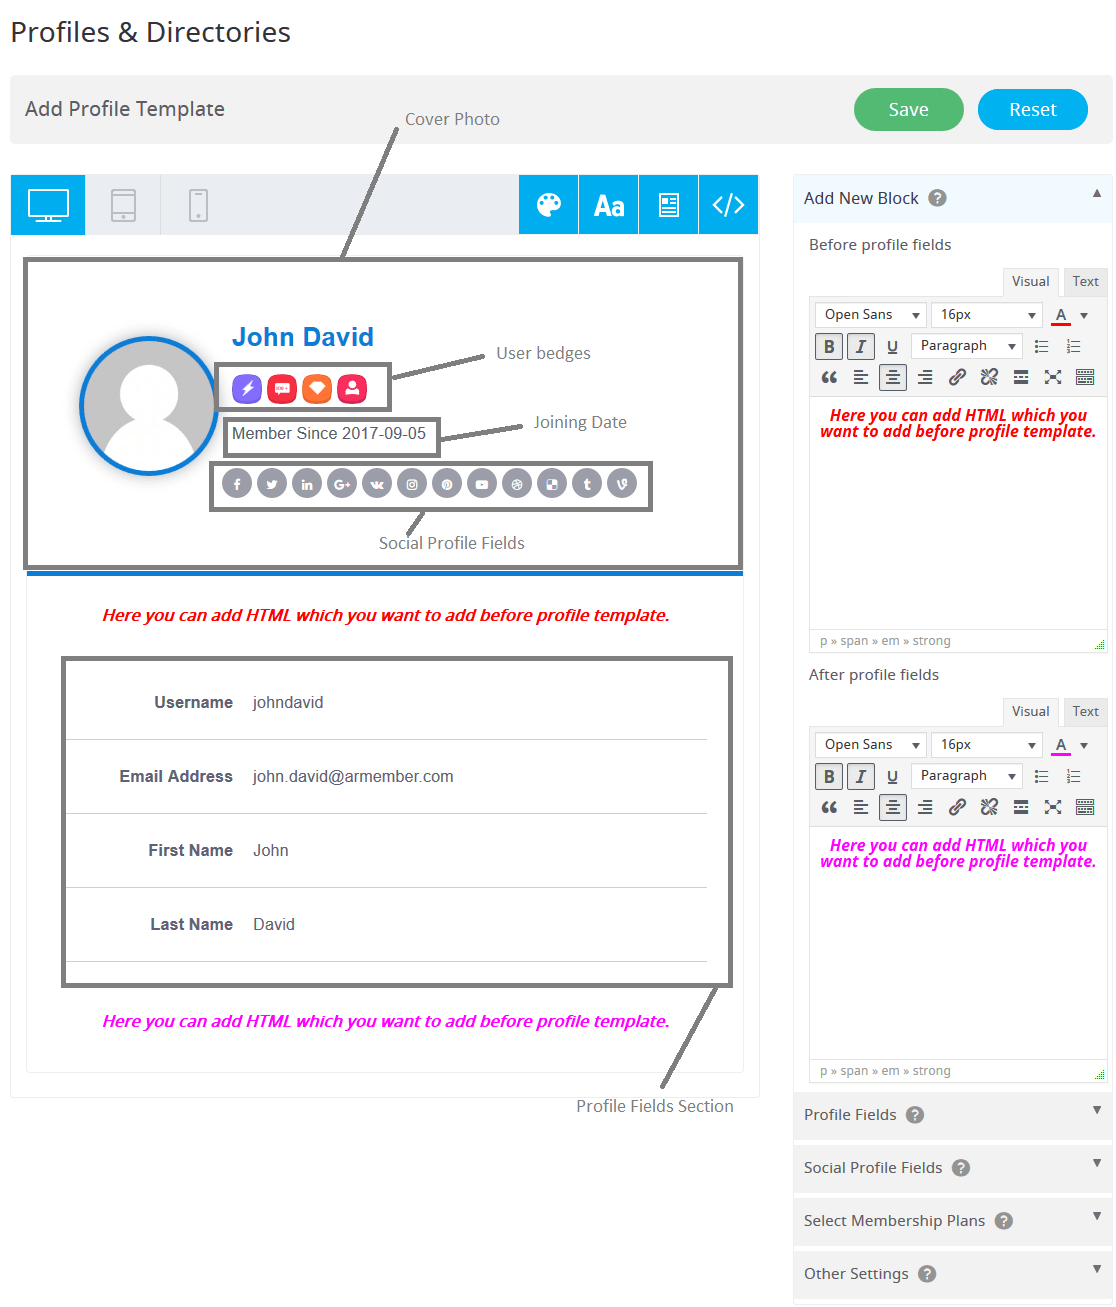 Profiles & Directories
Add Profile Template
Save
Reset
Cover Photo
Aa
</>
John David
User bedges
Member Since 2017-09-05
Joining Date
Social Profile Fields
Here you can add HTML which you want to add before profile template.
Username johndavid
Email Address john.david@armember.com
First Name John
Last Name David
Here you can add HTML which you want to add before profile template.
Profile Fields Section
Add New Block ?
Before profile fields
Visual Text
Open Sans 16px A
B I U Paragraph
Here you can add HTML which you
want to add before profile template.
p » span » em » strong
After profile fields
Visual Text
Open Sans 16px A
B I U Paragraph
Here you can add HTML which you
want to add before profile template.
p » span » em » strong
Profile Fields ?
Social Profile Fields ?
Select Membership Plans ?
Other Settings ?